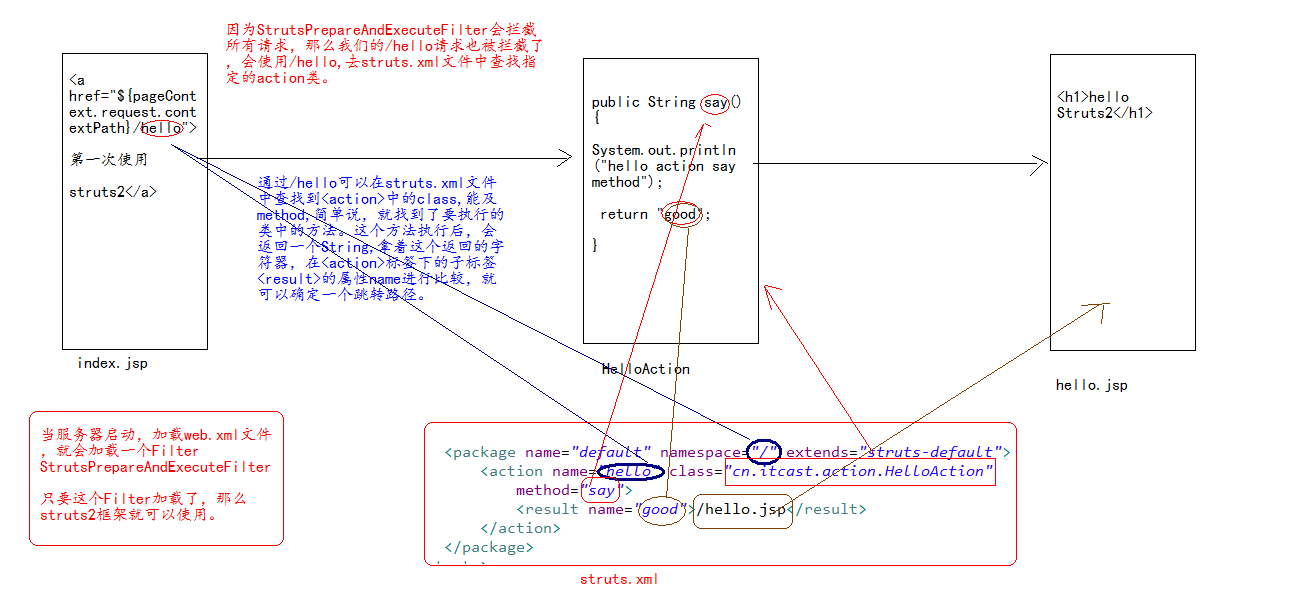 因为StrutsPrepareAndExecuteFilter会拦截
所有请求，那么我们的/hello请求也被拦截了
，会使用/hello,去struts.xml文件中查找指
定的action类。
<a
href="${pageCont
ext.request.cont
extPath}/hello">
第一次使用
struts2</a>
index.jsp
通过/hello可以在struts.xml文件
中查找到<action>中的class,能及
method,简单说，就找到了要执行的
类中的方法。这个方法执行后，会
返回一个String,拿着这个返回的字
符器，在<action>标签下的子标签
<result>的属性name进行比较，就
可以确定一个跳转路径。
public String say()
{
System.out.println
("hello action say
method");
return "good";
}
HelloAction
<h1>hello
Struts2</h1>
hello.jsp
当服务器启动，加载web.xml文件
，就会加载一个Filter
StrutsPrepareAndExecuteFilter
只要这个Filter加载了，那么
struts2框架就可以使用。
<package name="default" namespace="/" extends="struts-default">
<action name="hello" class="cn.itcast.action.HelloAction"
method="say">
<result name="good">/hello.jsp</result>
</action>
</package>
struts.xml